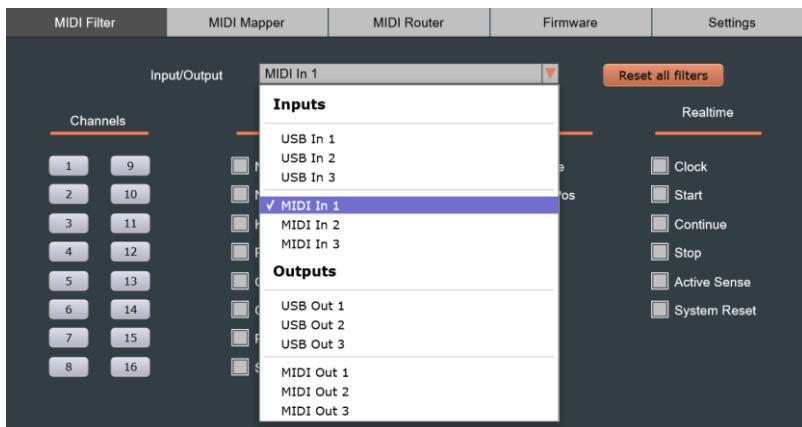 MIDI Filter
MIDI Mapper
MIDI Router
Firmware
Settings
Input/Output
MIDI In 1
Reset all filters
Channels
1
9
2
10
3
11
4
12
5
13
6
14
7
15
8
16
Inputs
USB In 1
USB In 2
USB In 3
✓ MIDI In 1
MIDI In 2
MIDI In 3
Outputs
USB Out 1
USB Out 2
USB Out 3
MIDI Out 1
MIDI Out 2
MIDI Out 3
Realtime
Clock
Start
Continue
Stop
Active Sense
System Reset